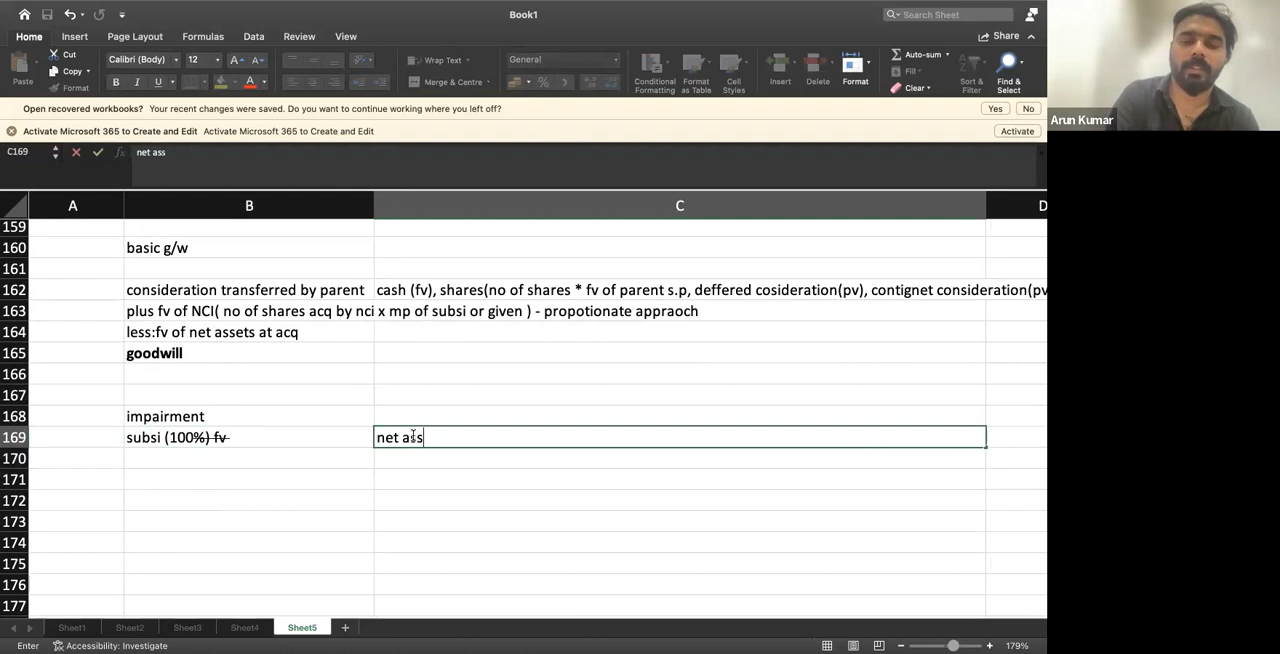 Book1
Search Sheet
Home Insert Page Layout Formulas Data Review View
Share
Paste
Cut
Copy
Format
Calibri (Body) 12
A A
B I U
A
Wrap Text
Merge & Centre
General
%
Conditional Formatting
Format as Table
Cell Styles
Insert
Delete
Format
Auto-sum
Fill
Clear
Sort & Filter
Find & Select
Open recovered workbooks? Your recent changes were saved. Do you want to continue working where you left off?
Yes No
Activate Microsoft 365 to Create and Edit Activate Microsoft 365 to Create and Edit
Activate
Arun Kumar
C169 fx net ass
A B C D
159
160 basic g/w
161
162 consideration transferred by parent cash (fv), shares(no of shares * fv of parent s.p, deffered cosideration(pv), contignet consideration(pv
163 plus fv of NCI( no of shares acq by nci x mp of subsi or given ) - propotionate appraoch
164 less:fv of net assets at acq
165 goodwill
166
167
168 impairment
169 subsi (100%) fv net ass
170
171
172
173
174
175
176
177
Sheet1 Sheet2 Sheet3 Sheet4 Sheet5 +
Enter Accessibility: Investigate
179%